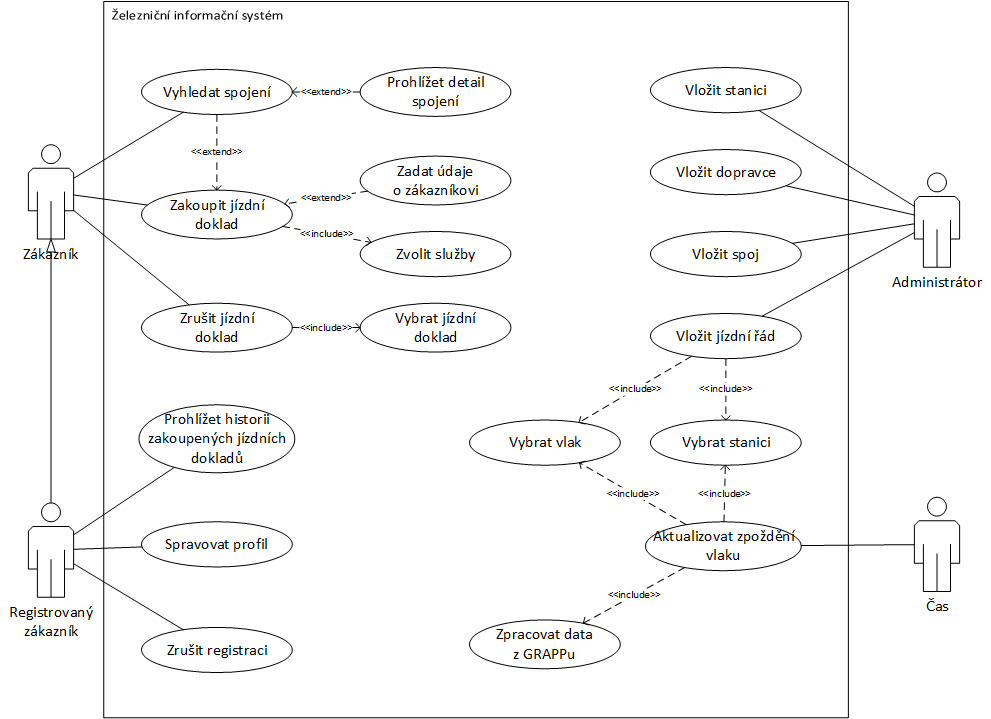 Železniční informační systém
Vyhledat spojení
<<extend>>
Prohlížet detail
spojení
<<extend>>
Zákazník
Zakoupit jízdní
doklad
<<extend>>
Zadat údaje
o zákazníkovi
<<include>>
Zvolit služby
Zrušit jízdní
doklad
<<include>>
Vybrat jízdní
doklad
Prohlížet historii
zakoupených jízdních
dokladů
Spravovat profil
Registrovaný
zákazník
Zrušit registraci
Vložit stanici
Vložit dopravce
Vložit spoj
Administrátor
Vložit jízdní řád
<<include>>
<<include>>
Vybrat vlak
Vybrat stanici
<<include>>
<<include>>
Aktualizovat zpoždění
vlaku
Čas
<<include>>
Zpracovat data
z GRAPPu